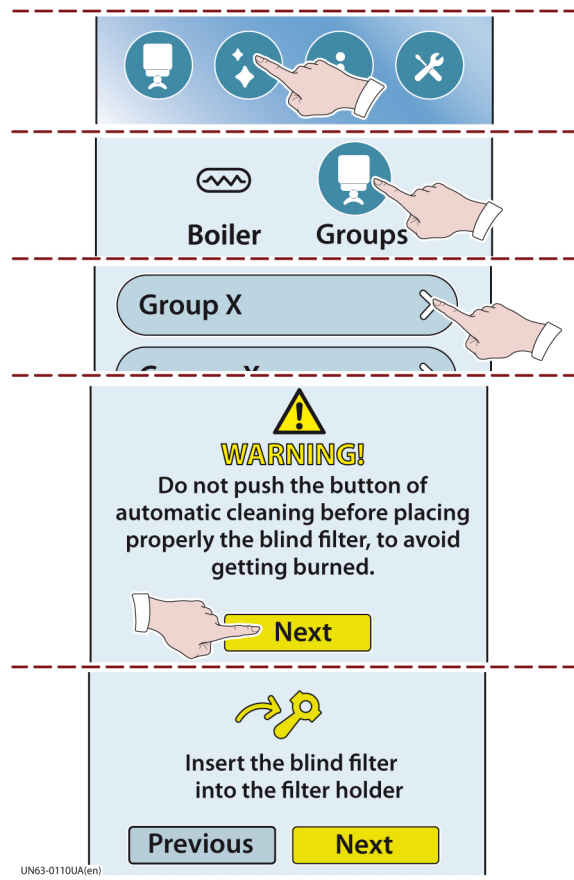 Boiler
Groups
Group X
WARNING!
Do not push the button of
automatic cleaning before placing
properly the blind filter, to avoid
getting burned.
Next
Insert the blind filter
into the filter holder
Previous
Next
UN63-0110UA(en)